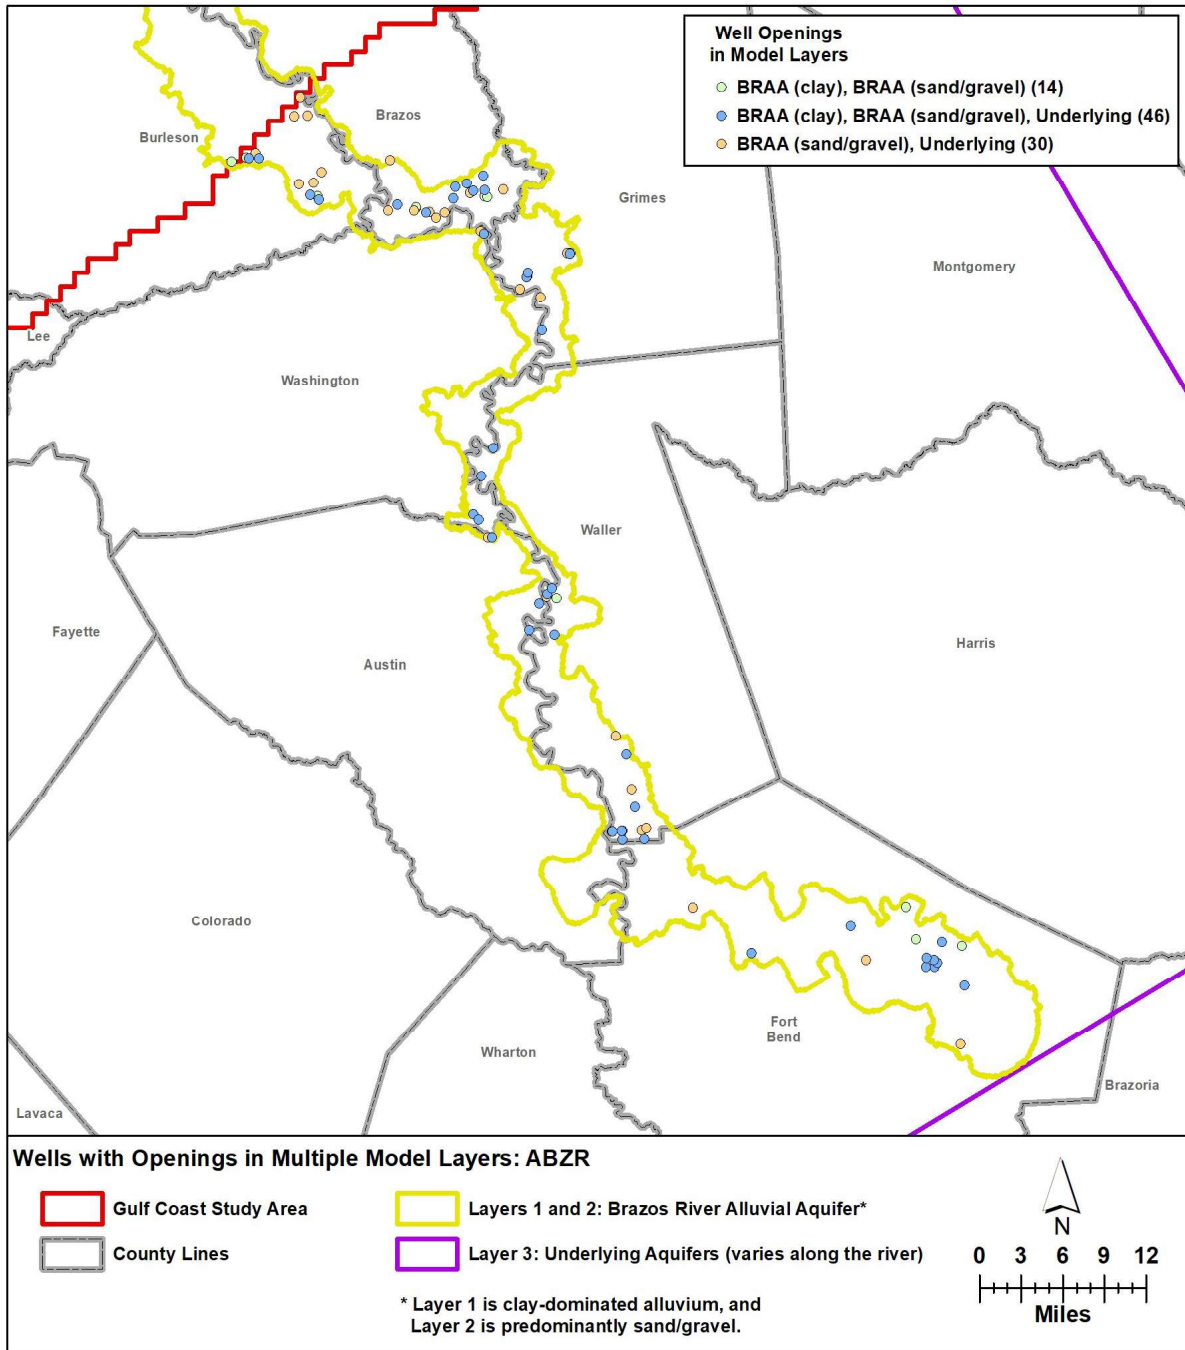 Well Openings
in Model Layers
BRAA (clay), BRAA (sand/gravel) (14)
BRAA (clay), BRAA (sand/gravel), Underlying (46)
BRAA (sand/gravel), Underlying (30)
Brazos
Burleson
Grimes
Montgomery
Lee
Washington
Waller
Fayette
Harris
Austin
Colorado
Fort
Bend
Wharton
Brazoria
Lavaca
Wells with Openings in Multiple Model Layers: ABZR
Gulf Coast Study Area
Layers 1 and 2: Brazos River Alluvial Aquifer*
County Lines
Layer 3: Underlying Aquifers (varies along the river)
* Layer 1 is clay-dominated alluvium, and
Layer 2 is predominantly sand/gravel.
N
0 3 6 9 12
Miles